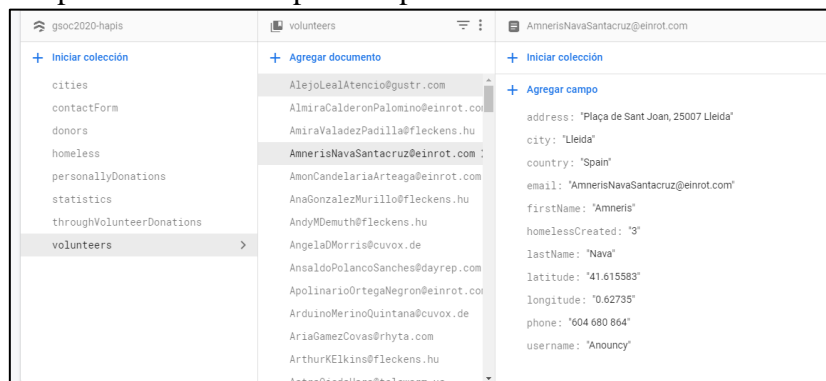 gsoc2020-hapis
Iniciar colección
cities
contactForm
donors
homeless
personallyDonations
statistics
throughVolunteerDonations
volunteers
volunteers
Agregar documento
AlejoLealAtencio@gustr.com
AlmiraCalderonPalomino@einrot.co
AmiraValadezPadilla@fleckens.hu
AmnerisNavaSantacruz@einrot.com
AmonCandelariaArteaga@einrot.com
AnaGonzalezMurillo@fleckens.hu
AndyMDemuth@fleckens.hu
AngelaDMorris@cuvox.de
AnsaldoPolancoSanches@dayrep.com
ApolinarioOrtegaNegron@einrot.co
ArduinoMerinoQuintana@cuvox.de
AriaGamezCovas@rhyta.com
ArthurKElkins@fleckens.hu
AmnerisNavaSantacruz@einrot.com
Iniciar colección
Agregar campo
address: "Plaça de Sant Joan, 25007 Lleida"
city: "Lleida"
country: "Spain"
email: "AmnerisNavaSantacruz@einrot.com"
firstName: "Amneris"
homelessCreated: "3"
lastName: "Nava"
latitude: "41.615583"
longitude: "0.62735"
phone: "604 680 864"
username: "Anouncy"